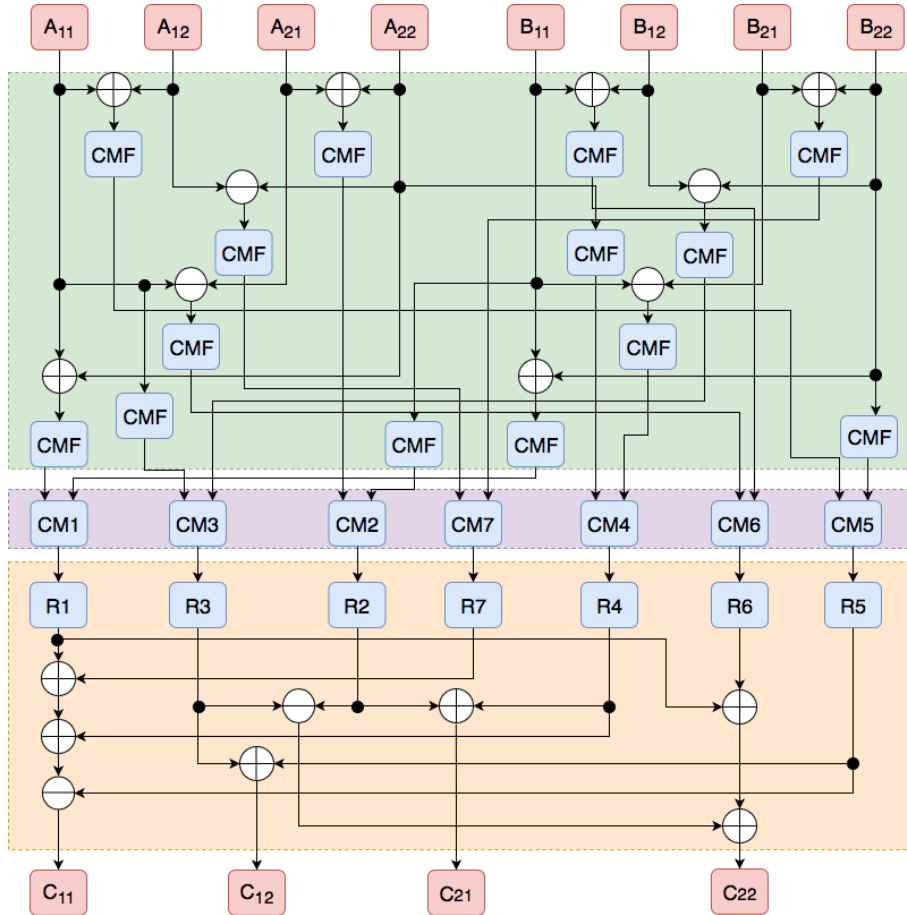 A11 A12 A21 A22 B11 B12 B21 B22
CMF CMF CMF CMF
CMF CMF CMF
CMF CMF
CMF CMF CMF CMF CMF
CM1 CM3 CM2 CM7 CM4 CM6 CM5
R1 R3 R2 R7 R4 R6 R5
C11 C12 C21 C22